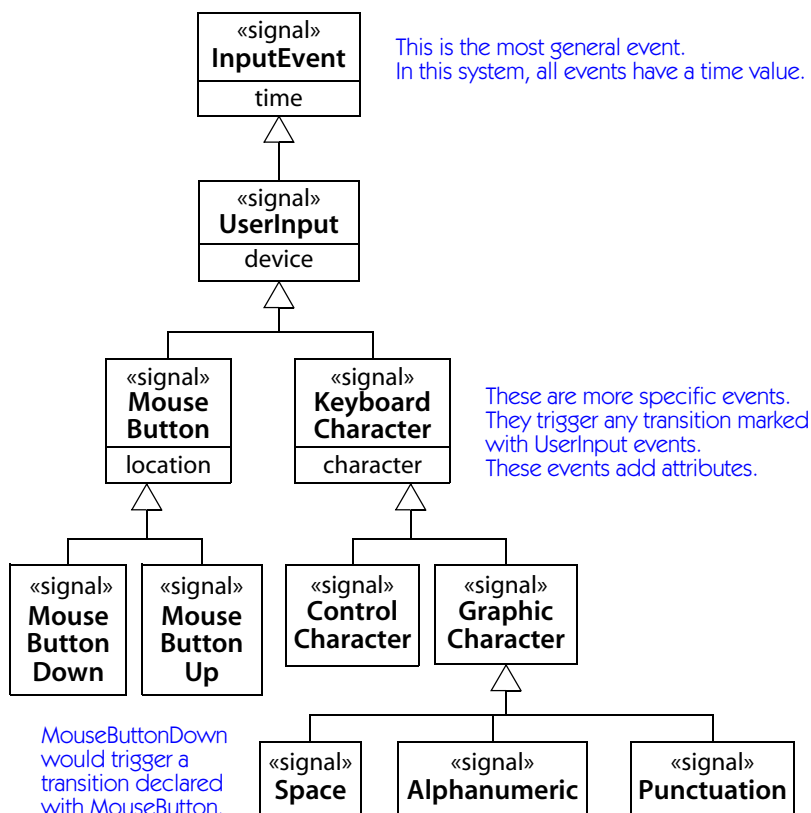 «signal»
InputEvent
time
This is the most general event.
In this system, all events have a time value.
«signal»
UserInput
device
«signal»
Mouse
Button
location
«signal»
Keyboard
Character
character
These are more specific events.
They trigger any transition marked
with UserInput events.
These events add attributes.
«signal»
Mouse
Button
Down
«signal»
Mouse
Button
Up
«signal»
Control
Character
«signal»
Graphic
Character
MouseButtonDown
would trigger a
transition declared
with MouseButton.
«signal»
Space
«signal»
Alphanumeric
«signal»
Punctuation